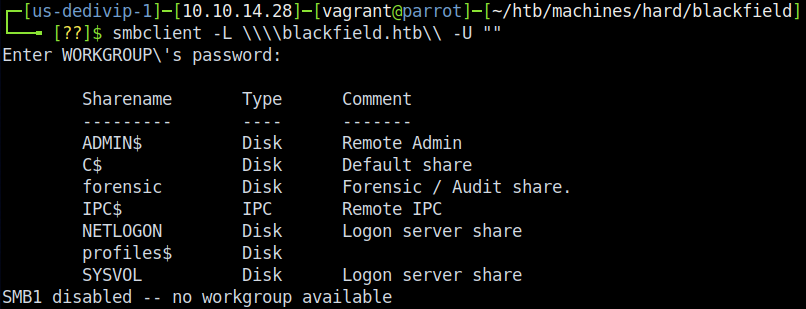 ┌─[us-dedivip-1]─[10.10.14.28]─[vagrant@parrot]─[~/htb/machines/hard/blackfield]
└──╼ [??]$ smbclient -L \\\\blackfield.htb\\ -U ""
Enter WORKGROUP\'s password:
Sharename Type Comment
--------- ---- -------
ADMIN$ Disk Remote Admin
C$ Disk Default share
forensic Disk Forensic / Audit share.
IPC$ IPC Remote IPC
NETLOGON Disk Logon server share
profiles$ Disk
SYSVOL Disk Logon server share
SMB1 disabled -- no workgroup available